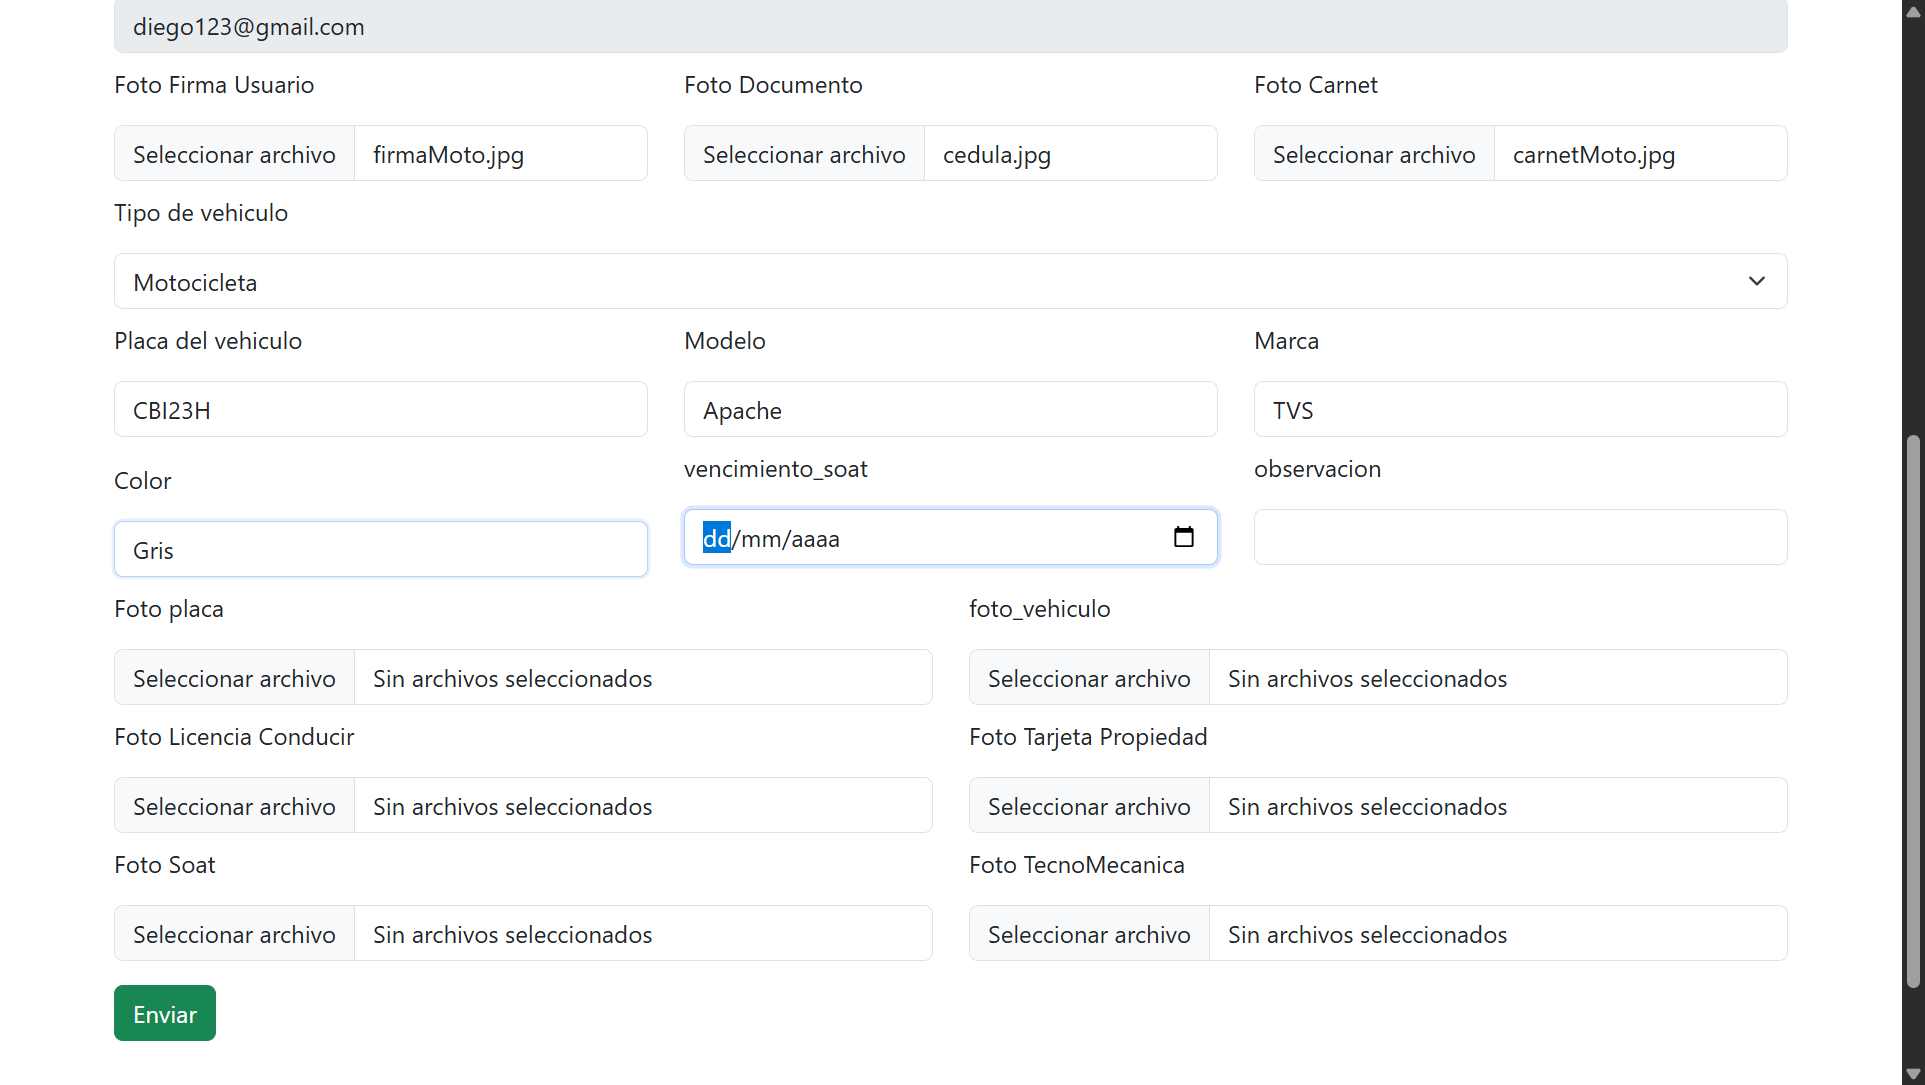 diego123@gmail.com
Foto Firma Usuario Foto Documento Foto Carnet
Seleccionar archivo firmaMoto.jpg Seleccionar archivo cedula.jpg Seleccionar archivo carnetMoto.jpg
Tipo de vehiculo
Motocicleta
Placa del vehiculo Modelo Marca
CBI23H Apache TVS
Color vencimiento_soat observacion
Gris dd/mm/aaaa
Foto placa foto_vehiculo
Seleccionar archivo Sin archivos seleccionados Seleccionar archivo Sin archivos seleccionados
Foto Licencia Conducir Foto Tarjeta Propiedad
Seleccionar archivo Sin archivos seleccionados Seleccionar archivo Sin archivos seleccionados
Foto Soat Foto TecnoMecanica
Seleccionar archivo Sin archivos seleccionados Seleccionar archivo Sin archivos seleccionados
Enviar